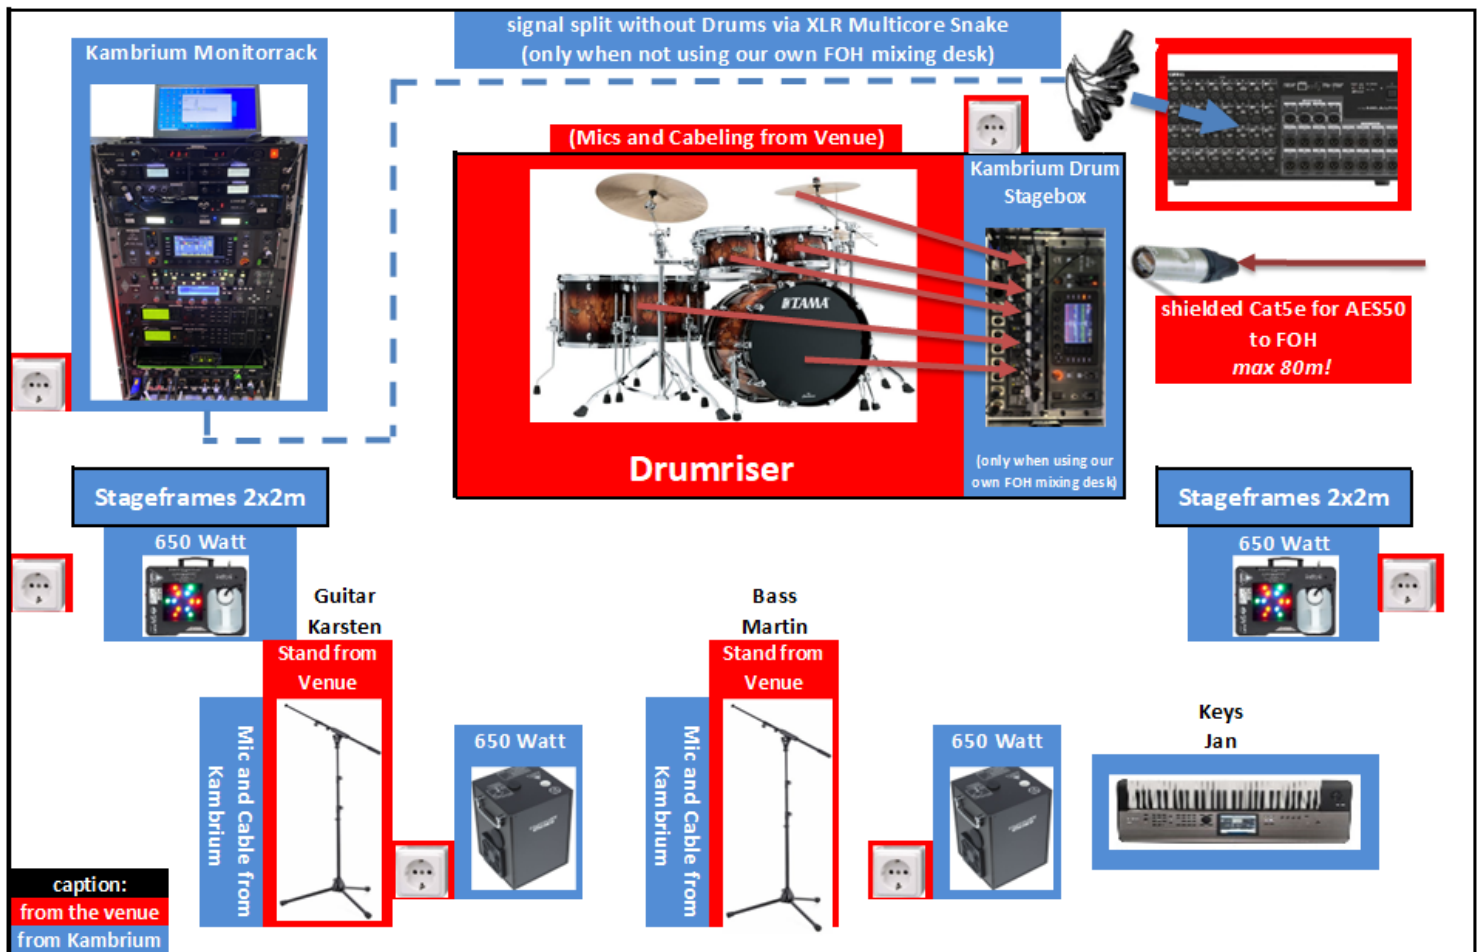 signal split without Drums via XLR Multicore Snake
(only when not using our own FOH mixing desk)
Kambrium Monitorrack
(Mics and Cabeling from Venue)
Kambrium Drum
Stagebox
TAMA
shielded Cat5e for AES50
to FOH
max 80m!
Drumriser
(only when using our
own FOH mixing desk)
Stageframes 2x2m
Stageframes 2x2m
650 Watt
650 Watt
Guitar
Karsten
Bass
Martin
Stand from
Venue
Stand from
Venue
Mic and Cable from
Kambrium
Mic and Cable from
Kambrium
650 Watt
650 Watt
Keys
Jan
caption:
from the venue
from Kambrium